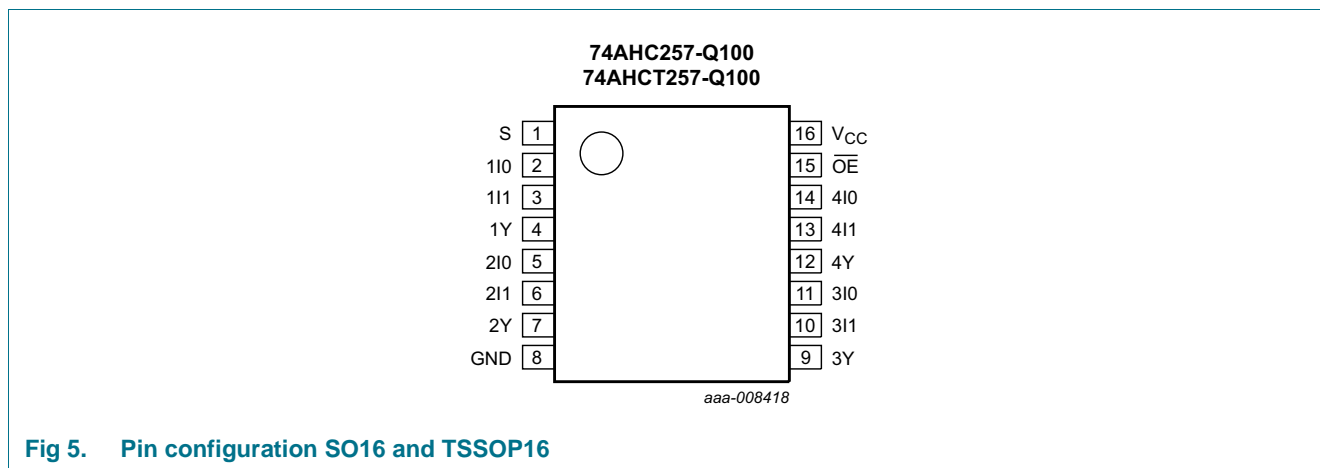 74AHC257-Q100
74AHCT257-Q100
S 1
1I0 2
1I1 3
1Y 4
2I0 5
2I1 6
2Y 7
GND 8
16 VCC
15 O̅E̅
14 4I0
13 4I1
12 4Y
11 3I0
10 3I1
9 3Y
aaa-008418
Fig 5. Pin configuration SO16 and TSSOP16